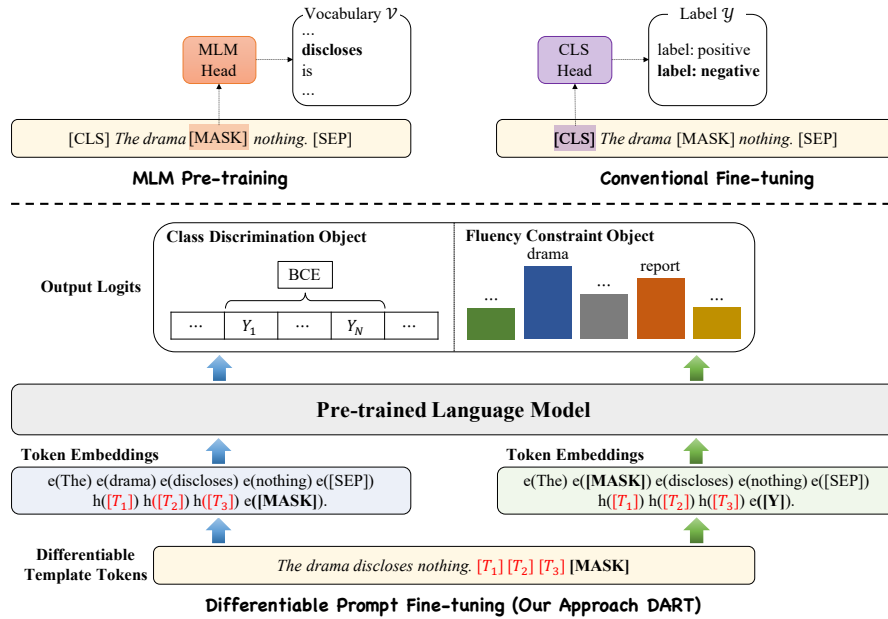 Vocabulary 𝒱
...
discloses
is
...
MLM
Head
[CLS] The drama [MASK] nothing. [SEP]
MLM Pre-training
Label 𝒴
label: positive
label: negative
CLS
Head
[CLS] The drama [MASK] nothing. [SEP]
Conventional Fine-tuning
Output Logits
Class Discrimination Object
BCE
... Y₁ ... Y_N ...
Fluency Constraint Object
drama
report
... ... ...
Pre-trained Language Model
Token Embeddings
e(The) e(drama) e(discloses) e(nothing) e([SEP])
h([T₁]) h([T₂]) h([T₃]) e([MASK]).
Token Embeddings
e(The) e([MASK]) e(discloses) e(nothing) e([SEP])
h([T₁]) h([T₂]) h([T₃]) e([Y]).
Differentiable
Template Tokens
The drama discloses nothing. [T₁] [T₂] [T₃] [MASK]
Differentiable Prompt Fine-tuning (Our Approach DART)